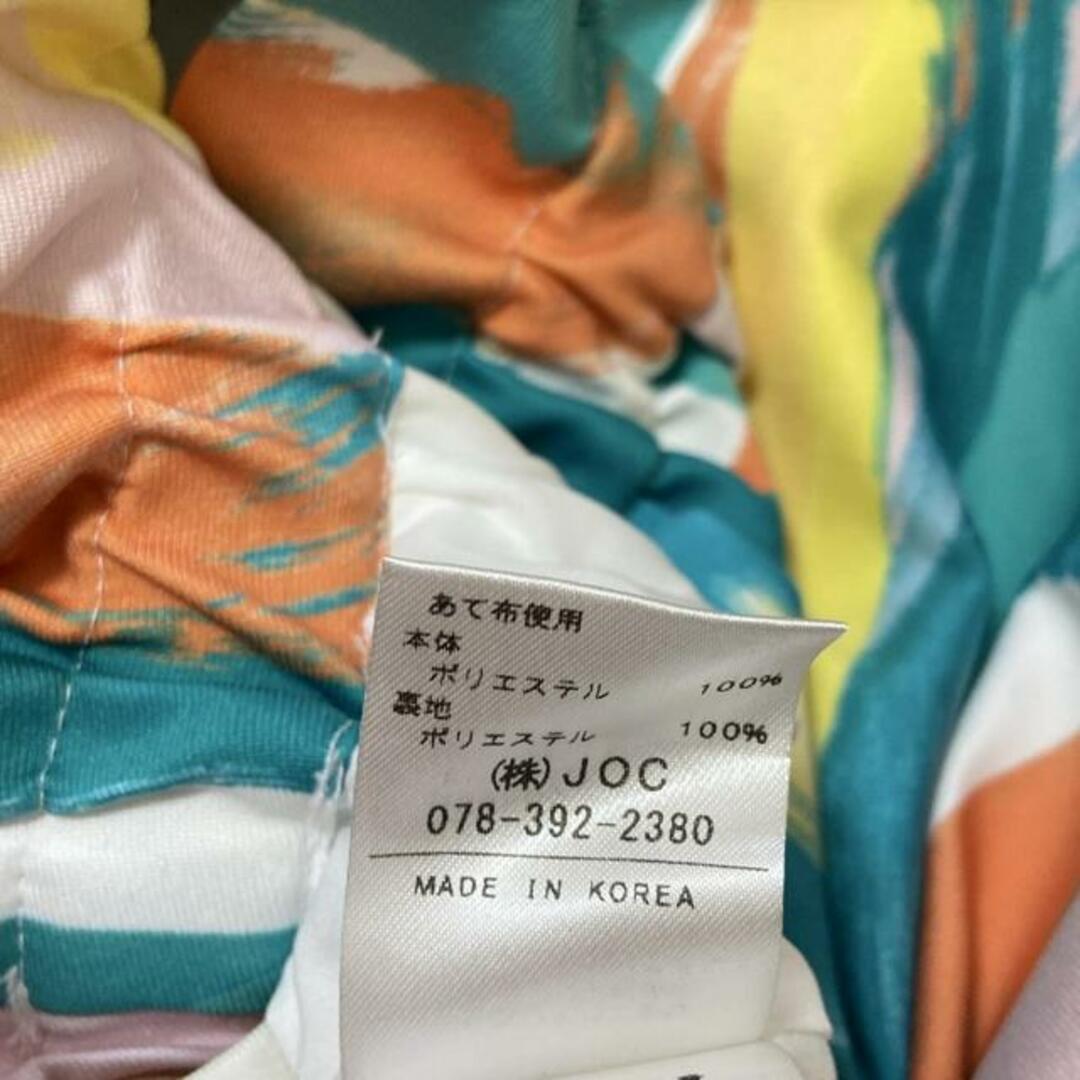 あて布使用
本体
ポリエステル 100%
裏地
ポリエステル 100%
(株)JOC
078-392-2380
MADE IN KOREA